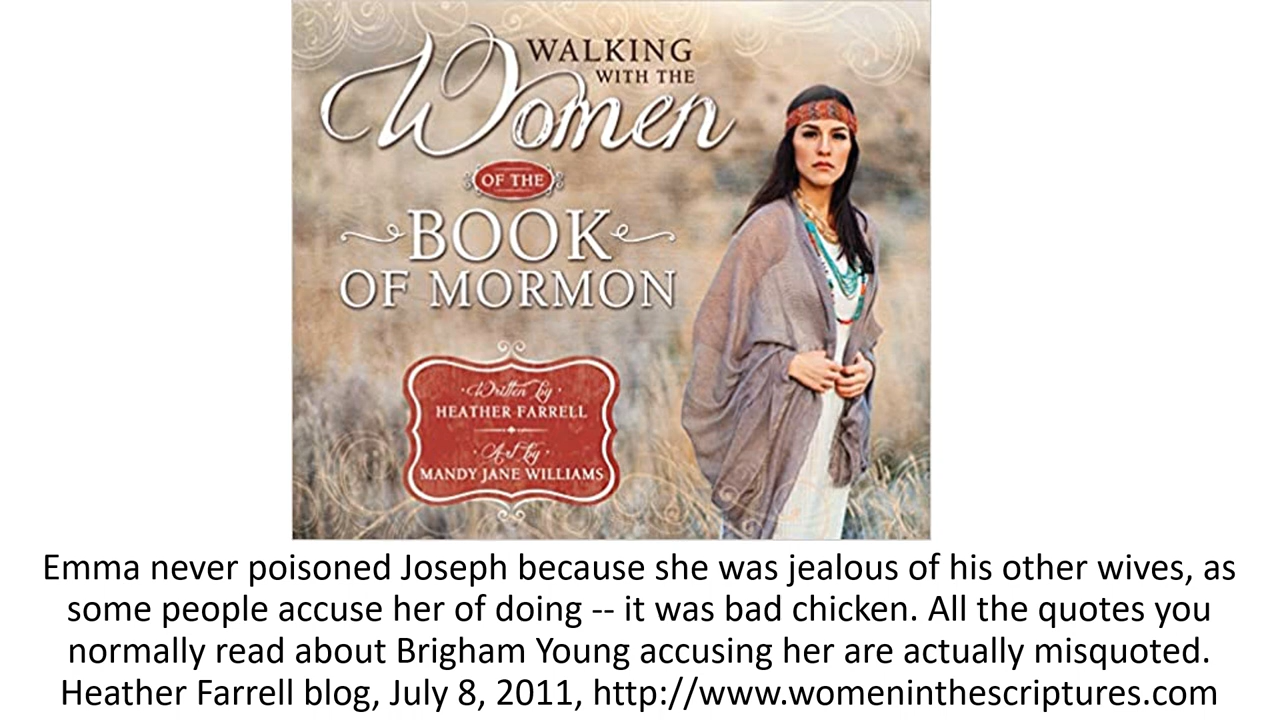 WALKING
WITH THE
Women
OF THE
BOOK
OF MORMON
Written by
HEATHER FARRELL
Art by
MANDY JANE WILLIAMS
Emma never poisoned Joseph because she was jealous of his other wives, as
some people accuse her of doing -- it was bad chicken. All the quotes you
normally read about Brigham Young accusing her are actually misquoted.
Heather Farrell blog, July 8, 2011, http://www.womeninthescriptures.com